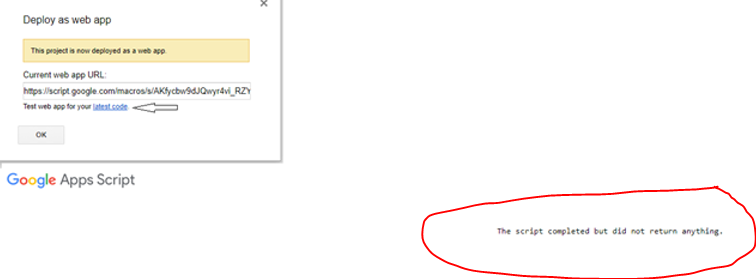 Deploy as web app
This project is now deployed as a web app.
Current web app URL:
https://script.google.com/macros/s/AKfycbw9dJQwyr4vi_RZY
Test web app for your latest code.
OK
Google Apps Script
The script completed but did not return anything.